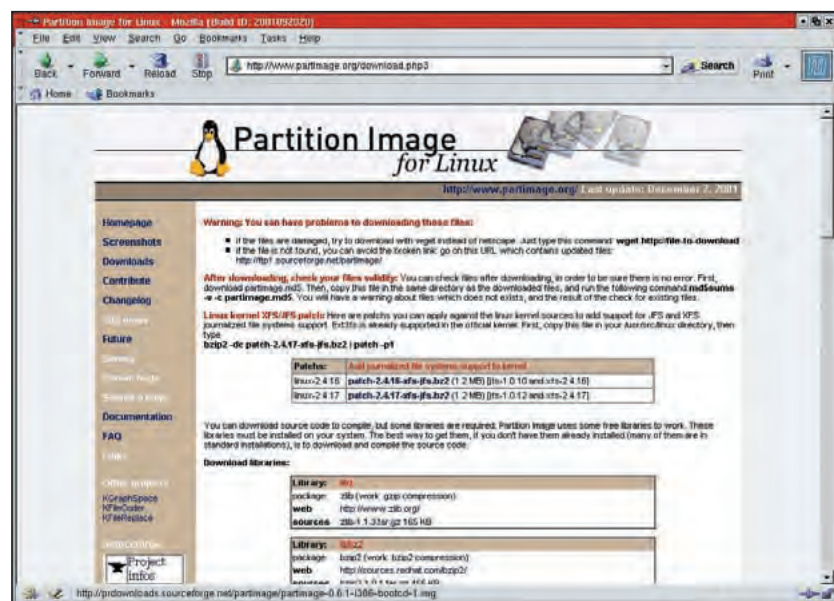 Partition Image for Linux - Mozilla {Build ID: 2001092020}
File Edit View Search Go Bookmarks Tasks Help
Back Forward Reload Stop http://www.partimage.org/download.php3 Search Print
Home Bookmarks
Partition Image
for Linux
http://www.partimage.org/ Last update: December 2, 2001
Homepage
Screenshots
Downloads
Contribute
Changelog
Future
Documentation
FAQ
Links
Other projects
KGraphSpace
KFileCoder
KFileReplace
Project
infos
Warning: You can have problems to downloading those files:
if the files are damaged, try to download with wget instead of netscape. Just type this command: wget http://file-to-download
if the file is not found, you can avoid the broken link: go on this URL which contains updated files:
http://ftp1.sourceforge.net/partimage/
After downloading, check your files validity: You can check files after downloading, in order to be sure there is no error. First,
download partimage.md5. Then, copy this file in the same directory as the downloaded files, and run the following command: md5sums
-v -c partimage.md5. You will have a warning about files which does not exists, and the result of the check for existing files.
Linux kernel XFS/JFS patch: Here are patchs you can apply against the linux kernel sources to add support for JFS and XFS
journalized file systems support. Ext3fs is already supported in the official kernel. First, copy this file in your /usr/src/linux directory, then
type
bzip2 -dc patch-2.4.17-xfs-jfs.bz2 | patch -p1
Patchs: Add journalized file systems support to kernel
linux-2.4.16 patch-2.4.16-xfs-jfs.bz2 (1.2 MB) [jfs-1.0.10 and xfs-2.4.16]
linux-2.4.17 patch-2.4.17-xfs-jfs.bz2 (1.2 MB) [jfs-1.0.12 and xfs-2.4.17]
You can download source code to compile, but some libraries are required. Partition Image uses some free libraries to work. These
libraries must be installed on your system. The best way to get them, if you don't have them already installed (many of them are in
standard installations), is to download and compile the source code.
Download libraries:
Library: libz
package zlib (work: gzip compression)
web http://www.zlib.org/
sources zlib-1.1.3.tar.gz 165 KB
Library: libbz2
package bzip2 (work: bzip2 compression)
web http://sources.redhat.com/bzip2/
sources
http://prdownloads.sourceforge.net/partimage/partimage-0.6.1-i386-bootcd-1.img